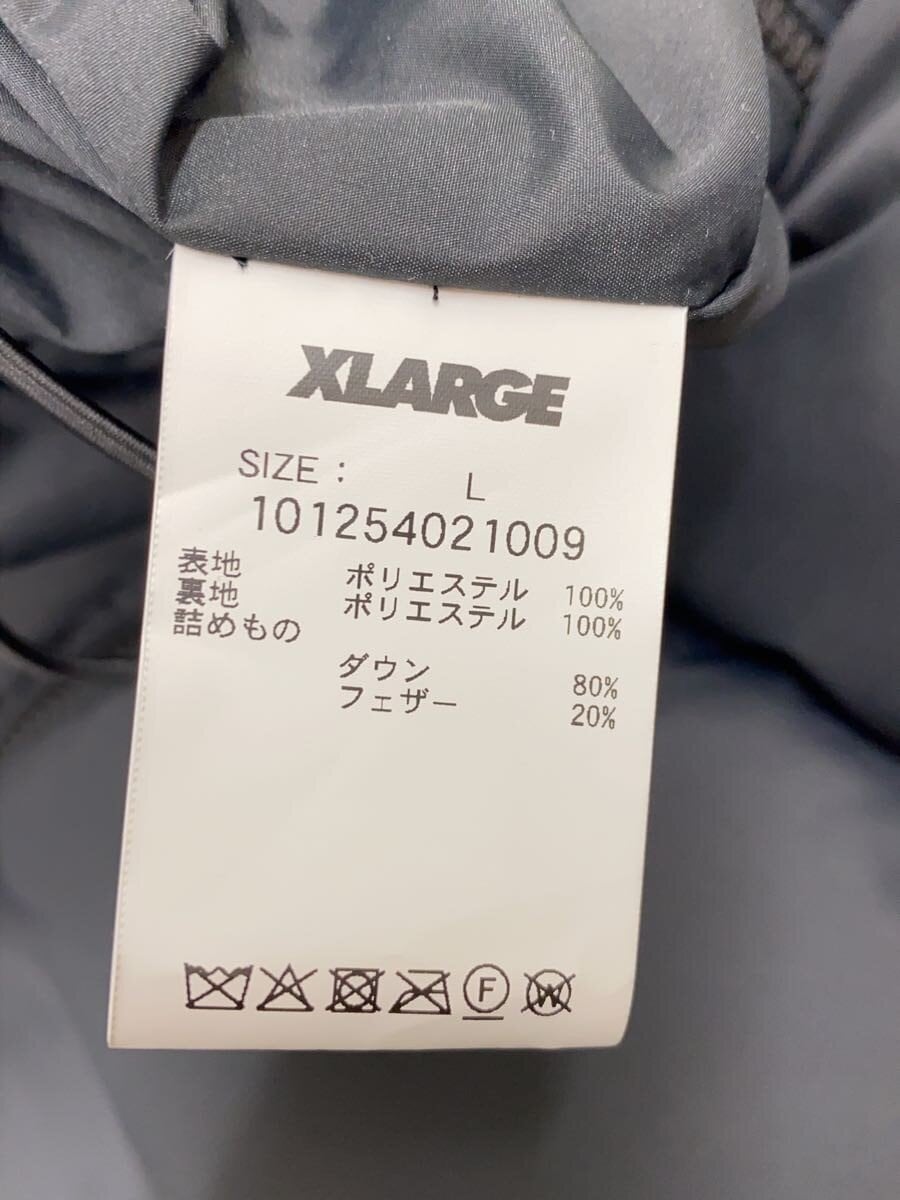 XLARGE
SIZE : L
101254021009
表地 ポリエステル 100%
裏地 ポリエステル 100%
詰めもの
ダウン 80%
フェザー 20%
F W